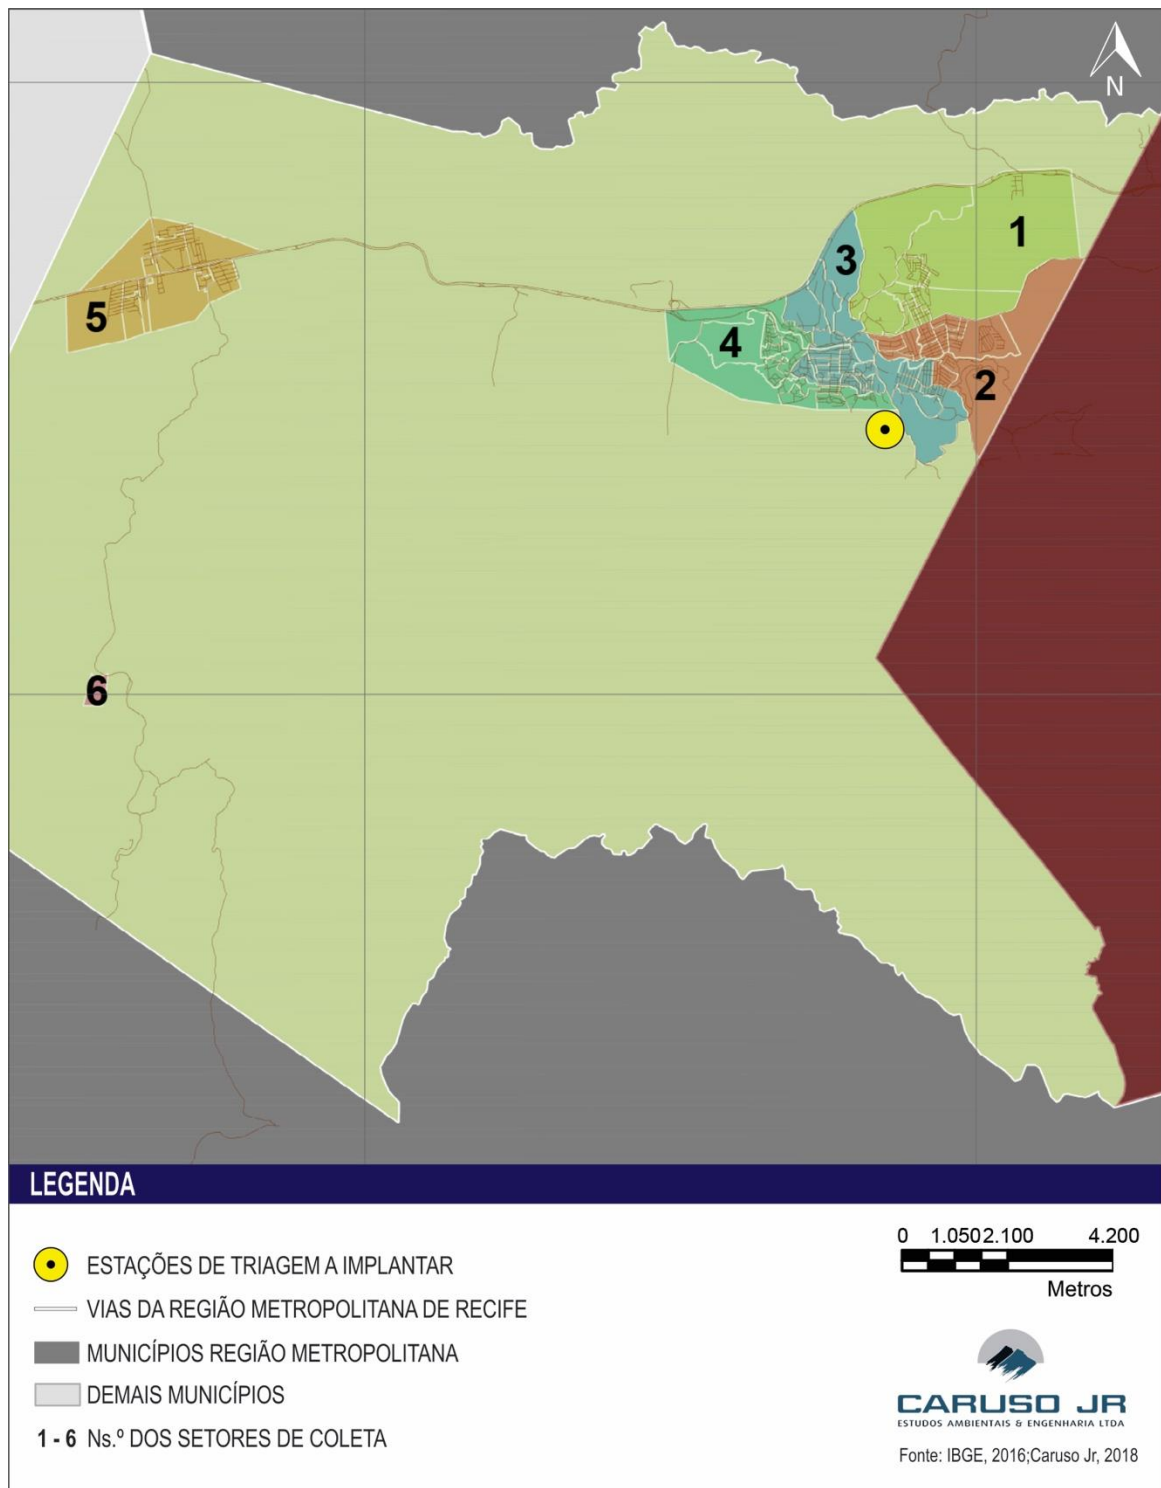 N
1
3
5
4
2
6
LEGENDA
ESTAÇÕES DE TRIAGEM A IMPLANTAR
VIAS DA REGIÃO METROPOLITANA DE RECIFE
MUNICÍPIOS REGIÃO METROPOLITANA
DEMAIS MUNICÍPIOS
1 - 6 Ns.º DOS SETORES DE COLETA
0 1.050 2.100 4.200
Metros
CARUSO JR
ESTUDOS AMBIENTAIS & ENGENHARIA LTDA
Fonte: IBGE, 2016;Caruso Jr, 2018